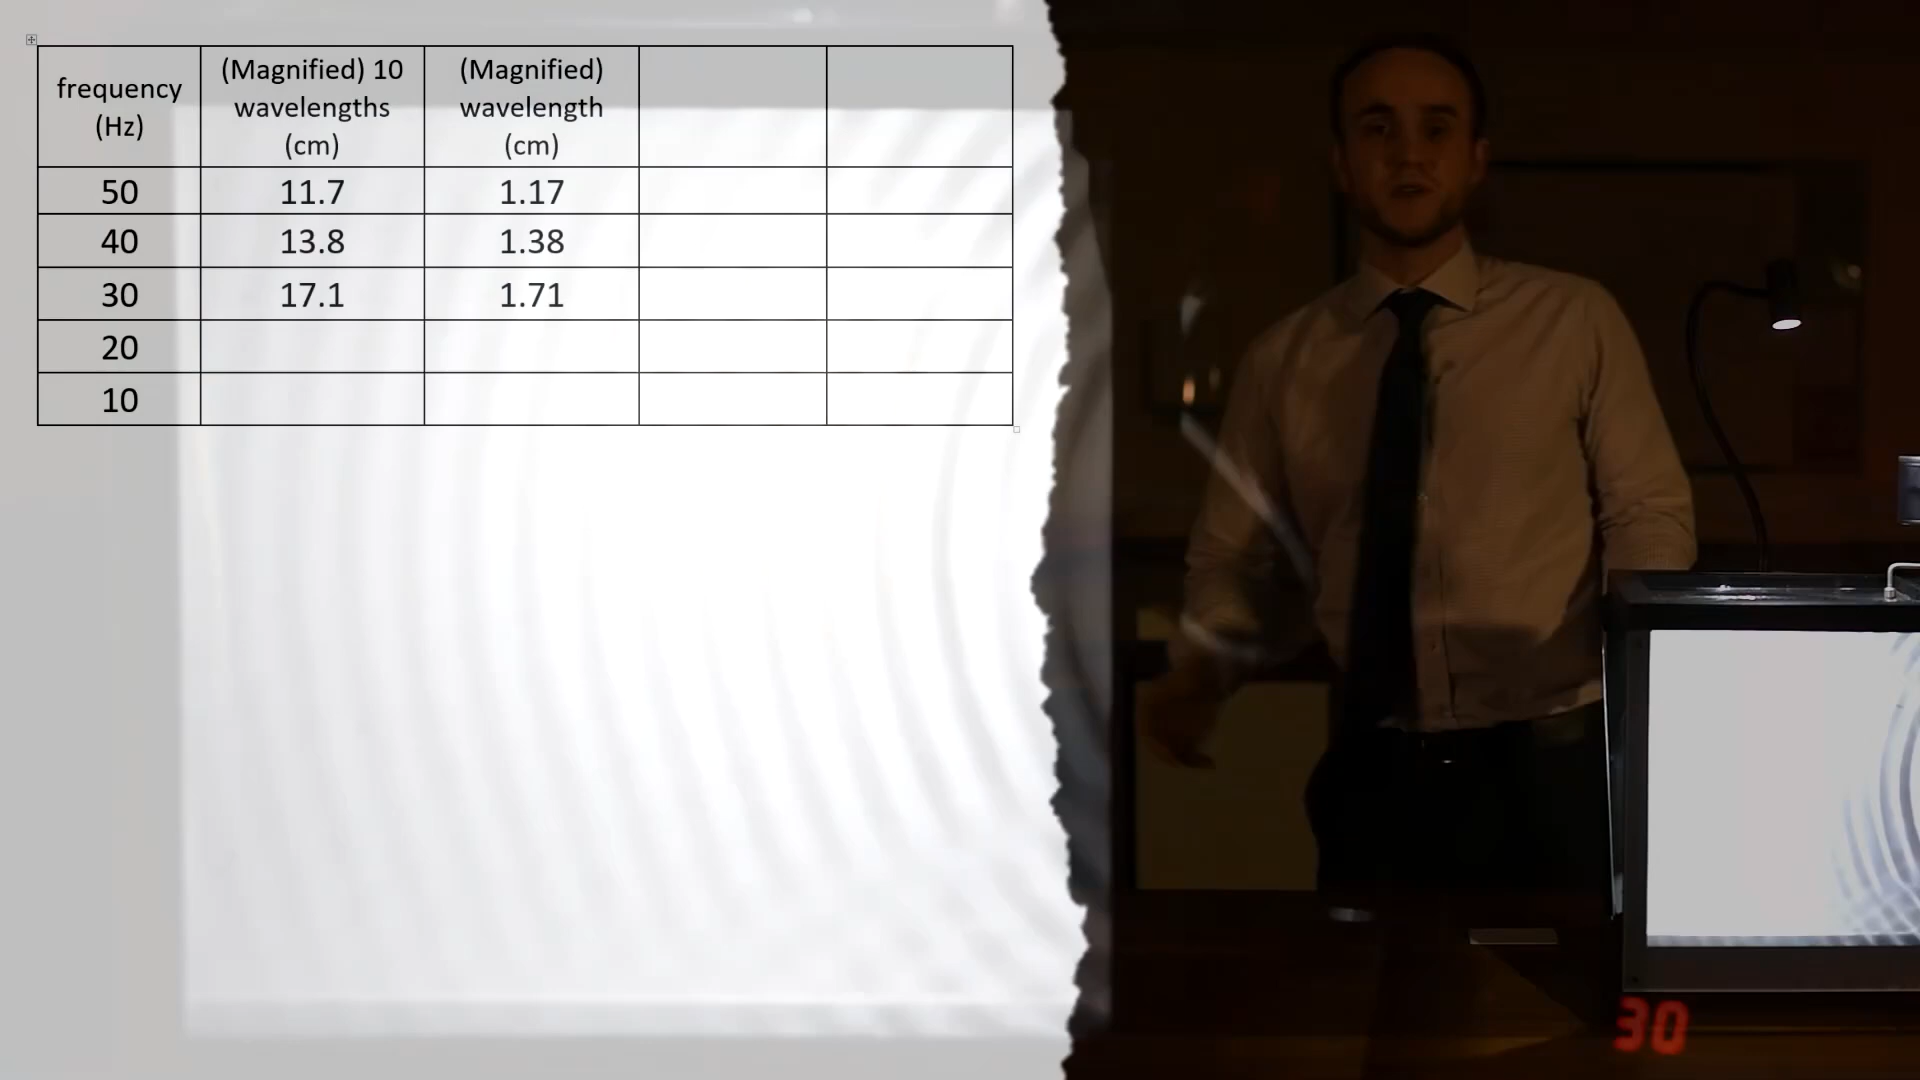 frequency
(Hz)
(Magnified) 10
wavelengths
(cm)
(Magnified)
wavelength
(cm)
50 11.7 1.17
40 13.8 1.38
30 17.1 1.71
20
10
30